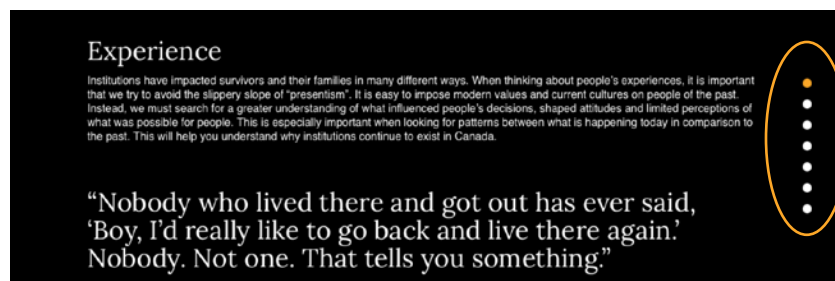 Experience
Institutions have impacted survivors and their families in many different ways. When thinking about people's experiences, it is important
that we try to avoid the slippery slope of "presentism". It is easy to impose modern values and current cultures on people of the past.
Instead, we must search for a greater understanding of what influenced people's decisions, shaped attitudes and limited perceptions of
what was possible for people. This is especially important when looking for patterns between what is happening today in comparison to
the past. This will help you understand why institutions continue to exist in Canada.
“Nobody who lived there and got out has ever said,
‘Boy, I’d really like to go back and live there again.’
Nobody. Not one. That tells you something.”